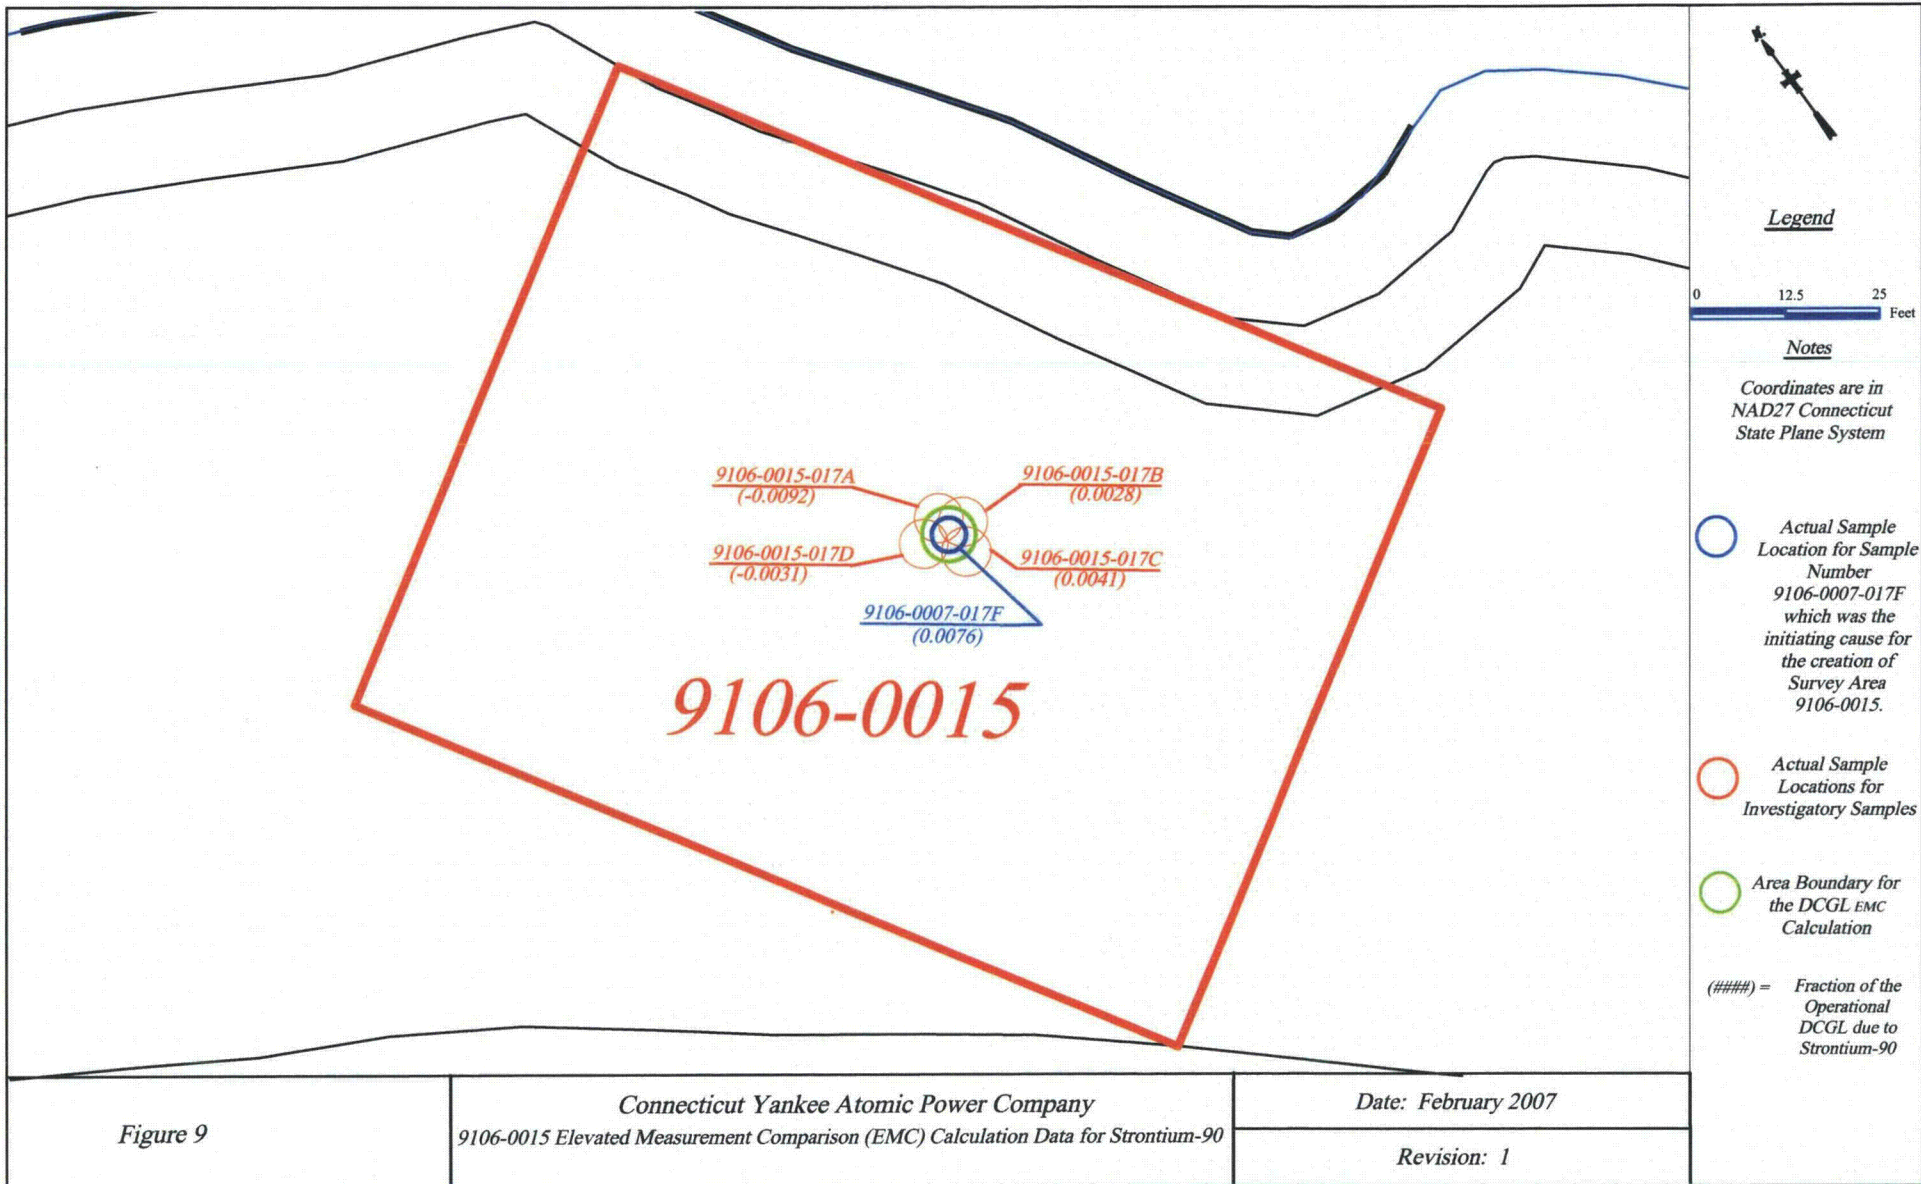 9106-0015-017A
(-0.0092)
9106-0015-017B
(0.0028)
9106-0015-017D
(-0.0031)
9106-0015-017C
(0.0041)
9106-0007-017F
(0.0076)
9106-0015
Legend
0 12.5 25
Feet
Notes
Coordinates are in
NAD27 Connecticut
State Plane System
Actual Sample
Location for Sample
Number
9106-0007-017F
which was the
initiating cause for
the creation of
Survey Area
9106-0015.
Actual Sample
Locations for
Investigatory Samples
Area Boundary for
the DCGL EMC
Calculation
(####) = Fraction of the
Operational
DCGL due to
Strontium-90
Figure 9
Connecticut Yankee Atomic Power Company
9106-0015 Elevated Measurement Comparison (EMC) Calculation Data for Strontium-90
Date: February 2007
Revision: 1